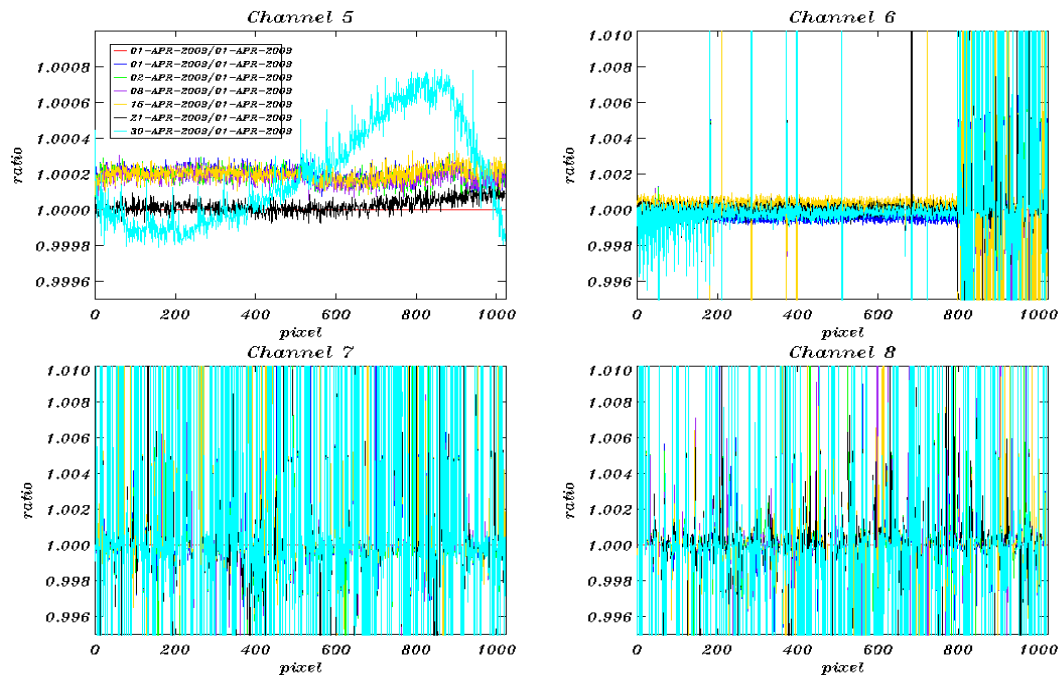 Channel 5
1.0008
1.0006
1.0004
1.0002
1.0000
0.9998
0.9996
ratio
01-APR-2003/01-APR-2003
01-APR-2003/01-APR-2003
02-APR-2003/01-APR-2003
08-APR-2003/01-APR-2003
15-APR-2003/01-APR-2003
21-APR-2003/01-APR-2003
30-APR-2003/01-APR-2003
0 200 400 600 800 1000
pixel
Channel 6
1.010
1.008
1.006
1.004
1.002
1.000
0.998
0.996
ratio
0 200 400 600 800 1000
pixel
Channel 7
1.010
1.008
1.006
1.004
1.002
1.000
0.998
0.996
ratio
0 200 400 600 800 1000
pixel
Channel 8
1.010
1.008
1.006
1.004
1.002
1.000
0.998
0.996
ratio
0 200 400 600 800 1000
pixel